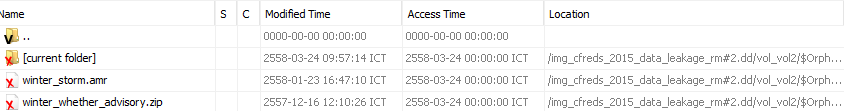 Name S C Modified Time Access Time Location
.. 0000-00-00 00:00:00 0000-00-00 00:00:00
[current folder] 2558-03-24 09:57:14 ICT 2558-03-24 00:00:00 ICT /img_cfreds_2015_data_leakage_rm#2.dd/vol_vol2/$Orph...
winter_storm.amr 2558-01-23 16:47:10 ICT 2558-03-24 00:00:00 ICT /img_cfreds_2015_data_leakage_rm#2.dd/vol_vol2/$Orph...
winter_whether_advisory.zip 2557-12-16 12:10:26 ICT 2558-03-24 00:00:00 ICT /img_cfreds_2015_data_leakage_rm#2.dd/vol_vol2/$Orph...